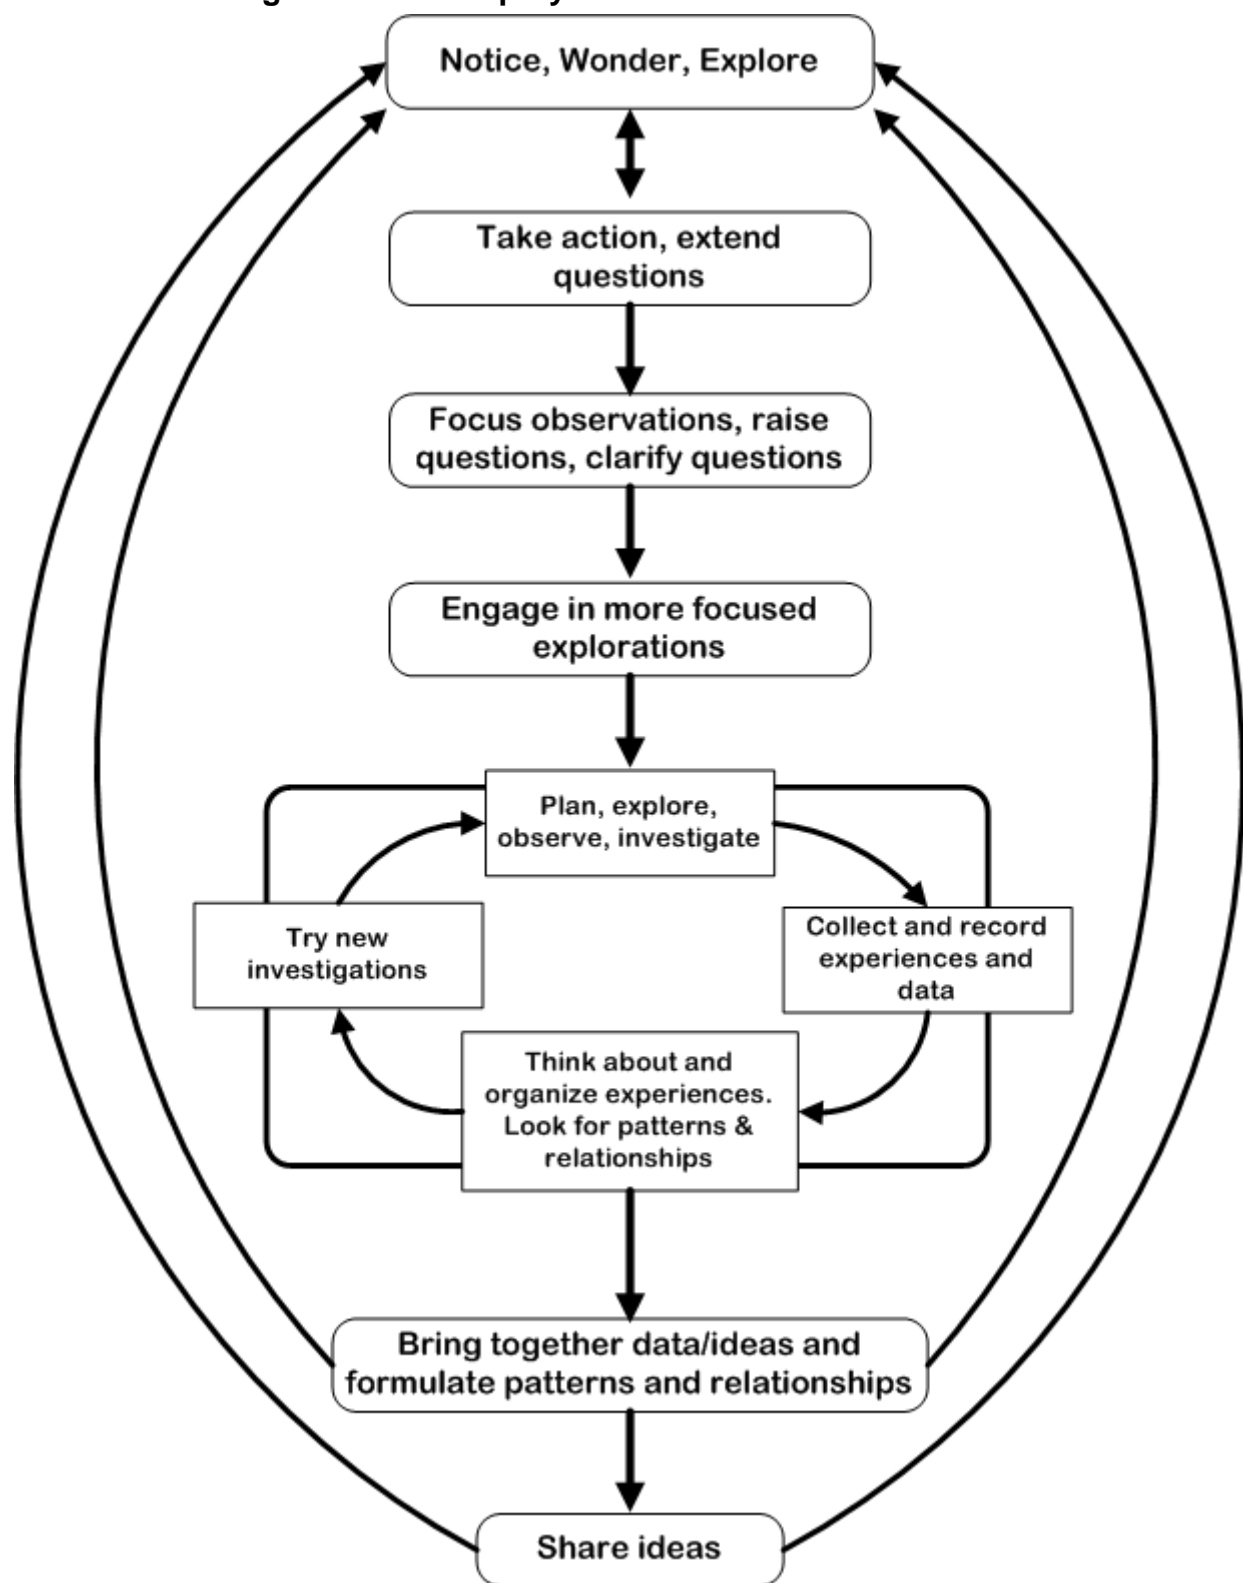 Notice, Wonder, Explore
Take action, extend
questions
Focus observations, raise
questions, clarify questions
Engage in more focused
explorations
Plan, explore,
observe, investigate
Try new
investigations
Collect and record
experiences and
data
Think about and
organize experiences.
Look for patterns &
relationships
Bring together data/ideas and
formulate patterns and relationships
Share ideas